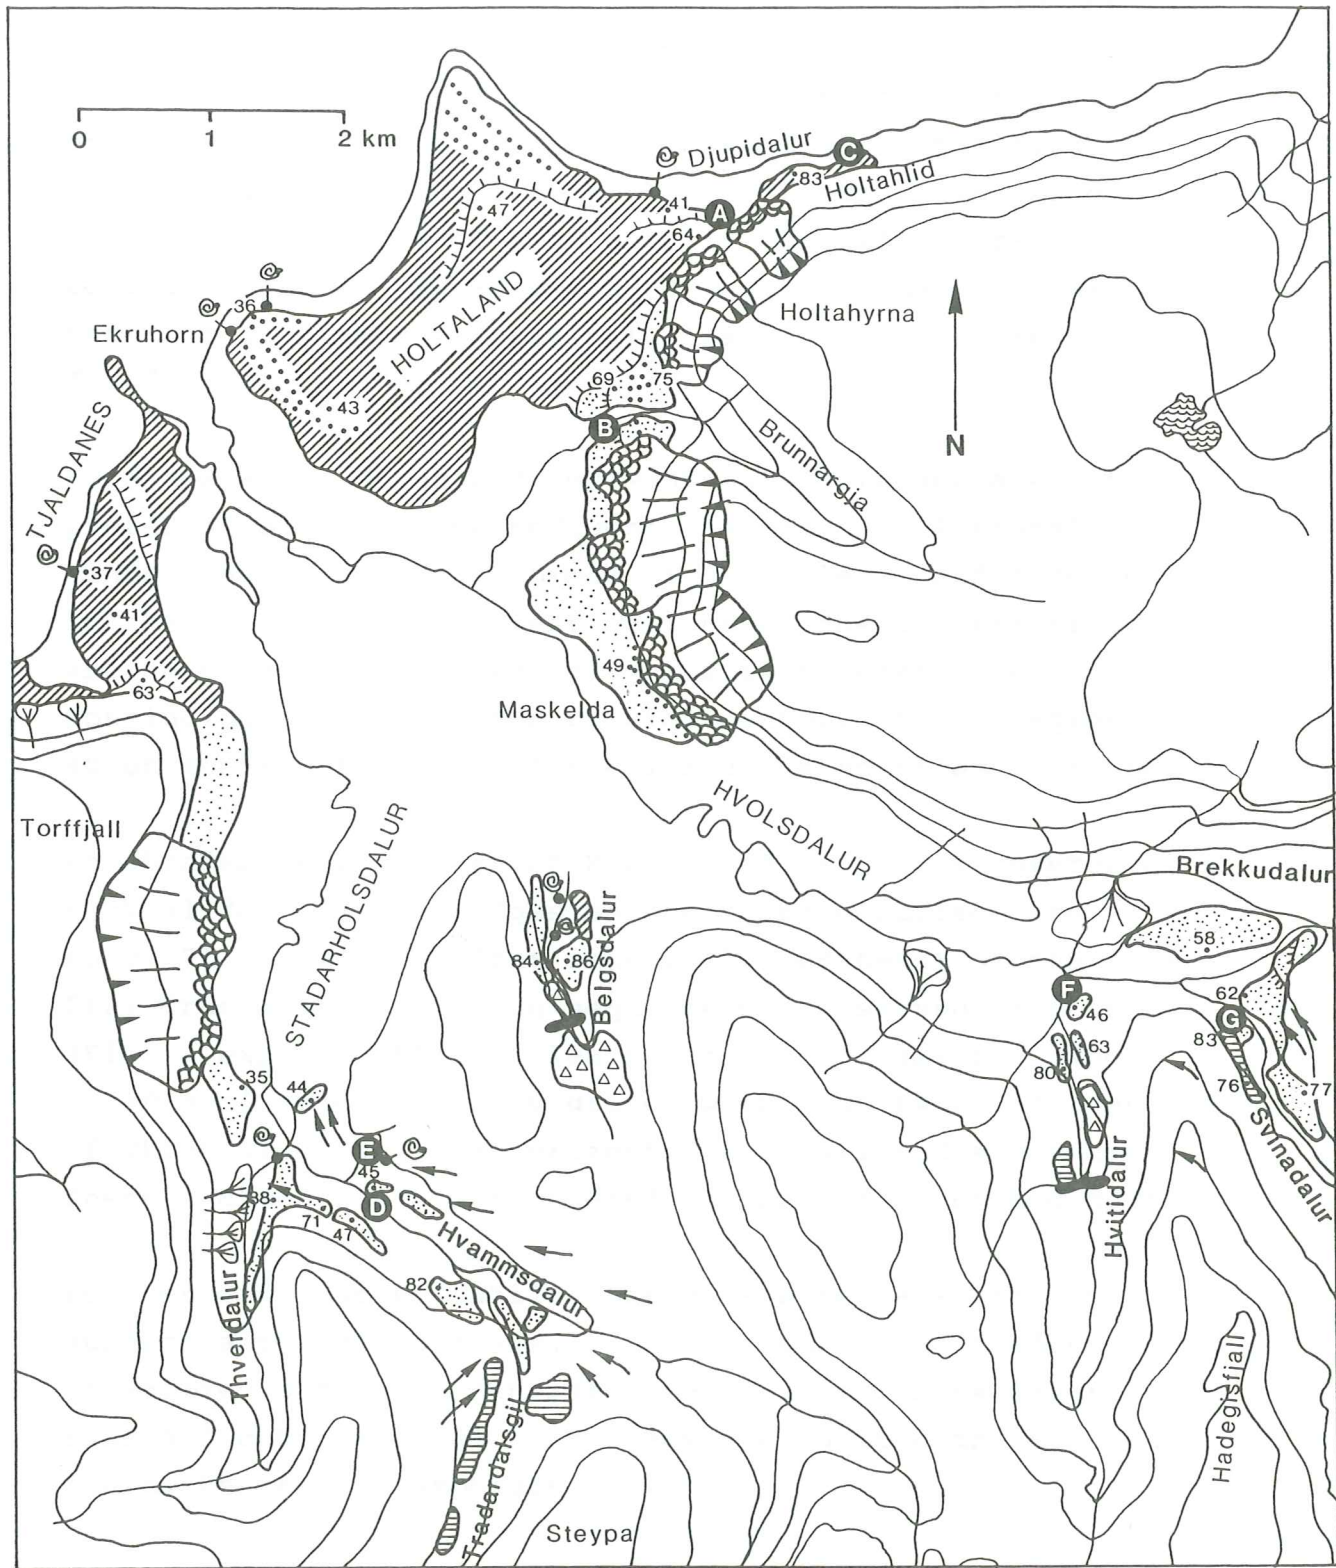 0 1 2 km
Djupidalur
C
83
Holtahlid
41
A
47
64
HOLTALAND
36
Ekruhorn
Holtahyrna
69
75
43
B
N
Brunnargja
TJALDANES
37
41
49
63
Maskelda
HVOLSDALUR
Torffjall
STADARHOLSDALUR
Brekkudalur
58
84
86
Belgsdalur
F
46
62
G
83
63
80
76
77
Svinadalur
35
44
E
45
D
38
71
47
Hvammsdalur
Hvitidalur
82
Thverdalur
Tradardalsgil
Hadegisfjall
Steypa